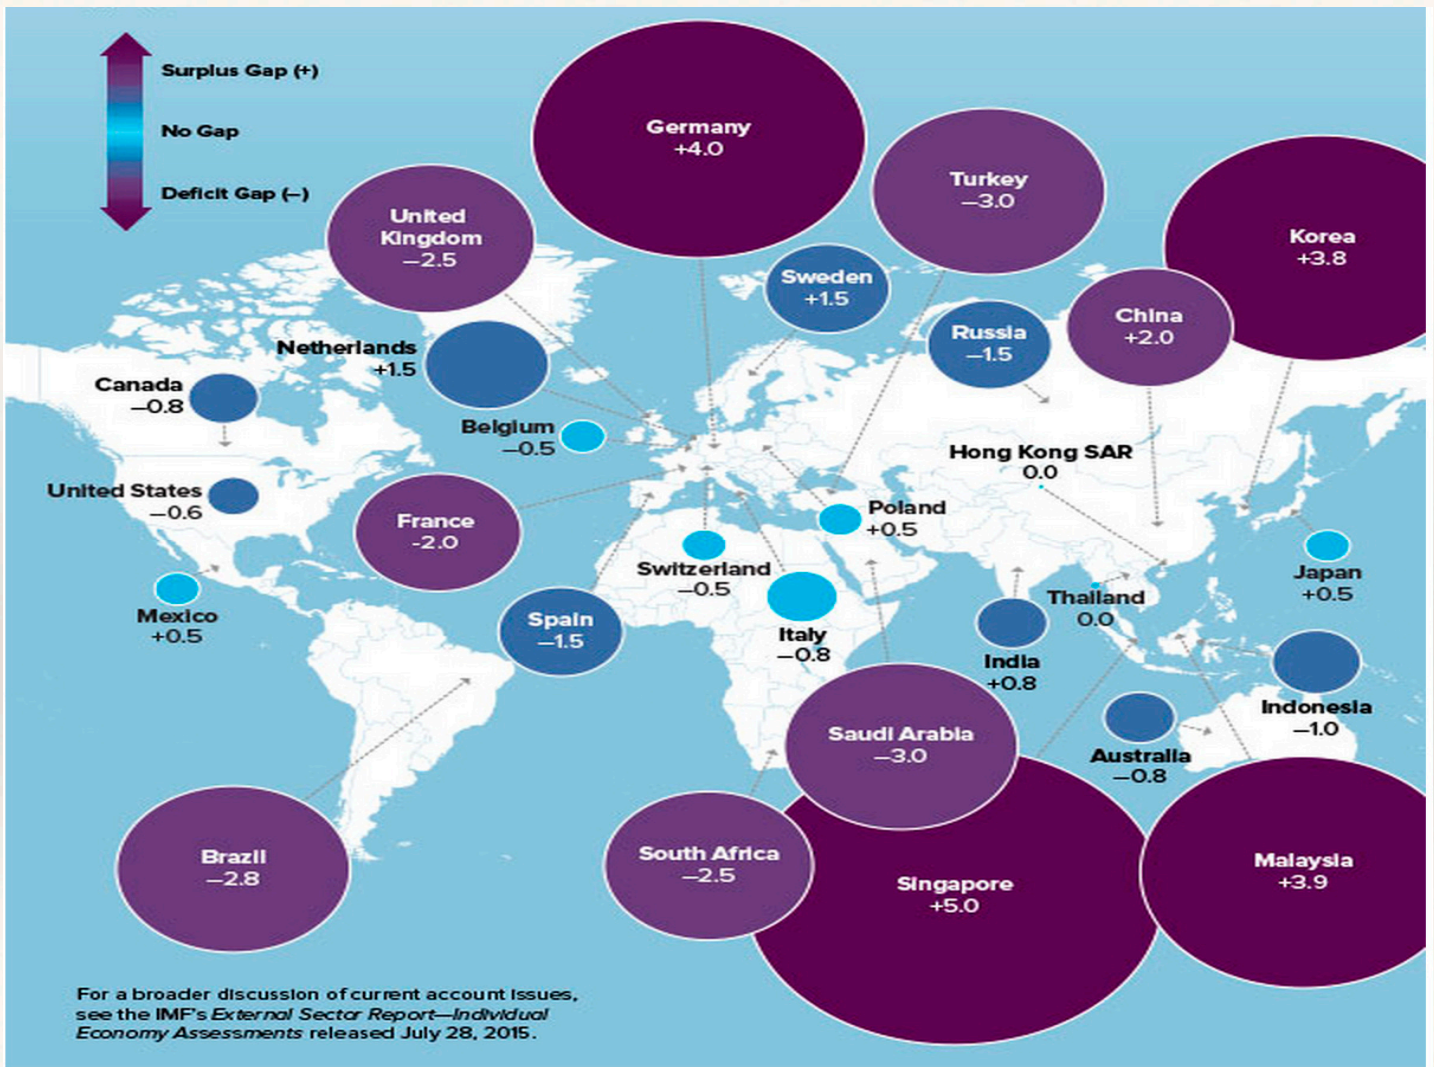 Surplus Gap (+)
No Gap
Deficit Gap (—)
Germany
+4.0
Turkey
—3.0
United
Kingdom
—2.5
Korea
+3.8
Sweden
+1.5
China
+2.0
Russia
—1.5
Netherlands
+1.5
Canada
—0.8
Belgium
—0.5
Hong Kong SAR
0.0
United States
—0.6
France
-2.0
Poland
+0.5
Switzerland
—0.5
Japan
+0.5
Mexico
+0.5
Spain
—1.5
Italy
—0.8
Thailand
0.0
India
+0.8
Indonesia
—1.0
Saudi Arabia
—3.0
Australia
—0.8
Brazil
—2.8
South Africa
—2.5
Singapore
+5.0
Malaysia
+3.9
For a broader discussion of current account issues,
see the IMF's External Sector Report—Individual
Economy Assessments released July 28, 2015.